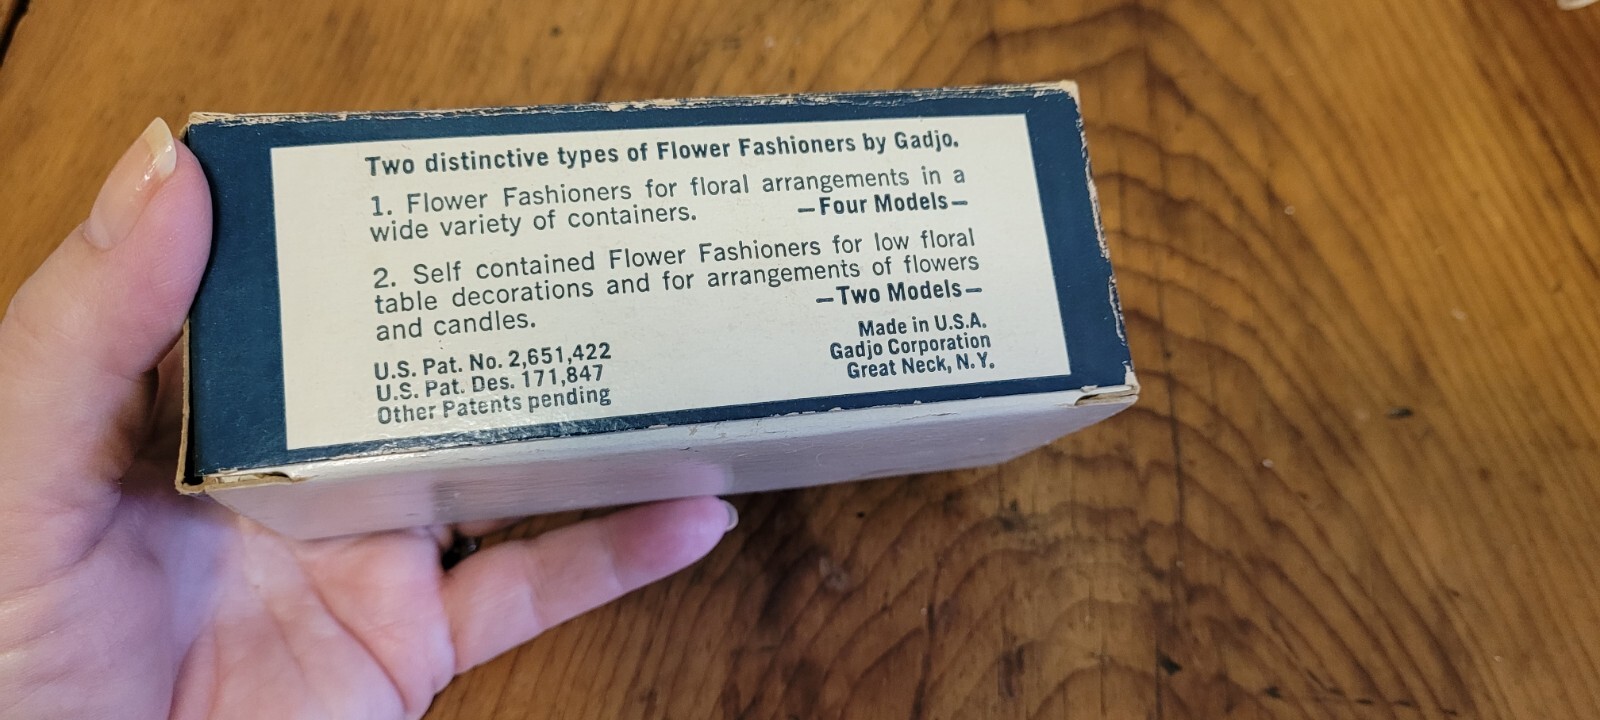 Two distinctive types of Flower Fashioners by Gadjo.
1. Flower Fashioners for floral arrangements in a
wide variety of containers. —Four Models—
2. Self contained Flower Fashioners for low floral
table decorations and for arrangements of flowers
and candles. —Two Models—
U.S. Pat. No. 2,651,422
U.S. Pat. Des. 171,847
Other Patents pending
Made in U.S.A.
Gadjo Corporation
Great Neck, N.Y.